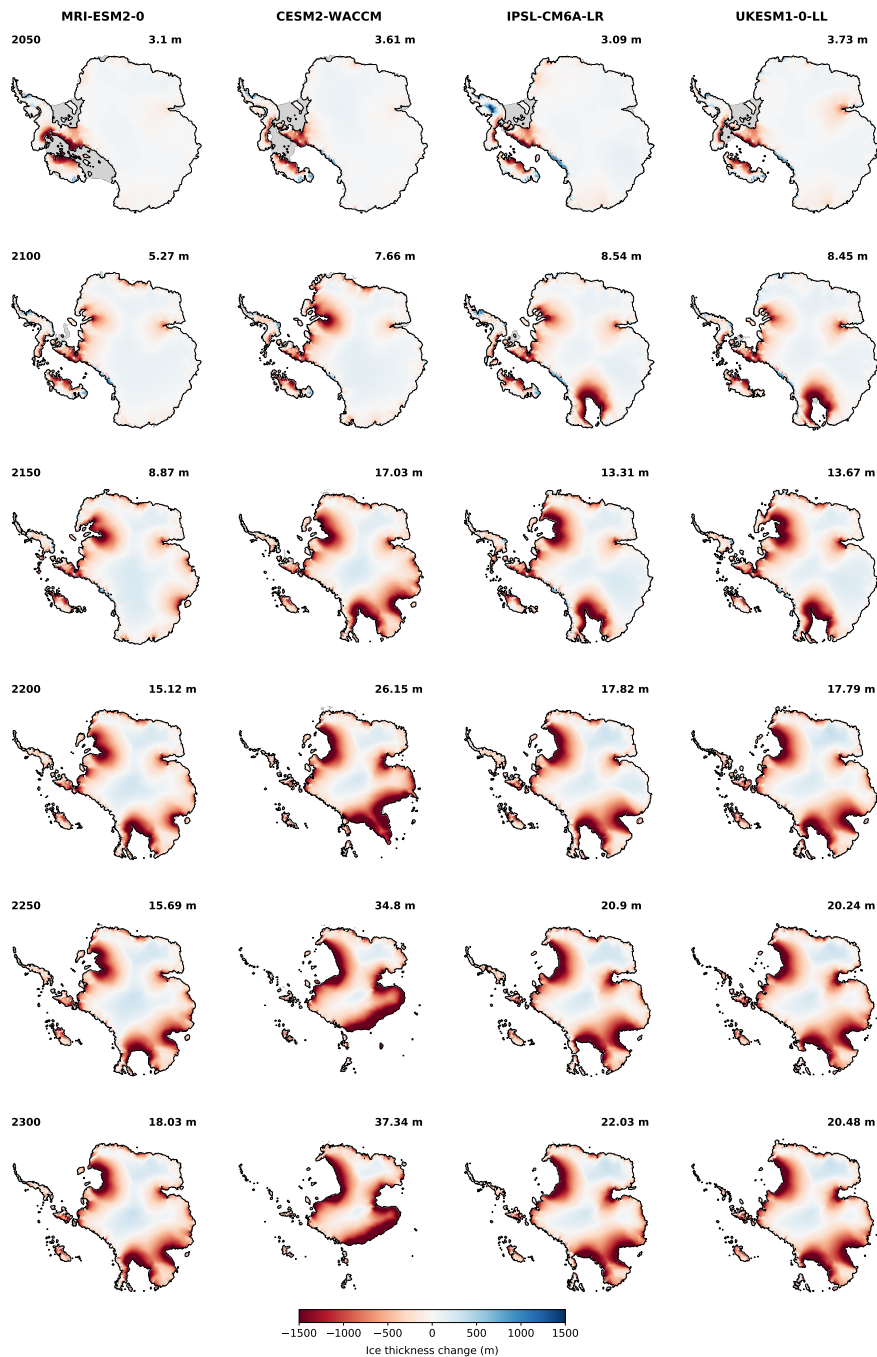 MRI-ESM2-0 CESM2-WACCM IPSL-CM6A-LR UKESM1-0-LL
2050 3.1 m 3.61 m 3.09 m 3.73 m
2100 5.27 m 7.66 m 8.54 m 8.45 m
2150 8.87 m 17.03 m 13.31 m 13.67 m
2200 15.12 m 26.15 m 17.82 m 17.79 m
2250 15.69 m 34.8 m 20.9 m 20.24 m
2300 18.03 m 37.34 m 22.03 m 20.48 m
−1500 −1000 −500 0 500 1000 1500
Ice thickness change (m)